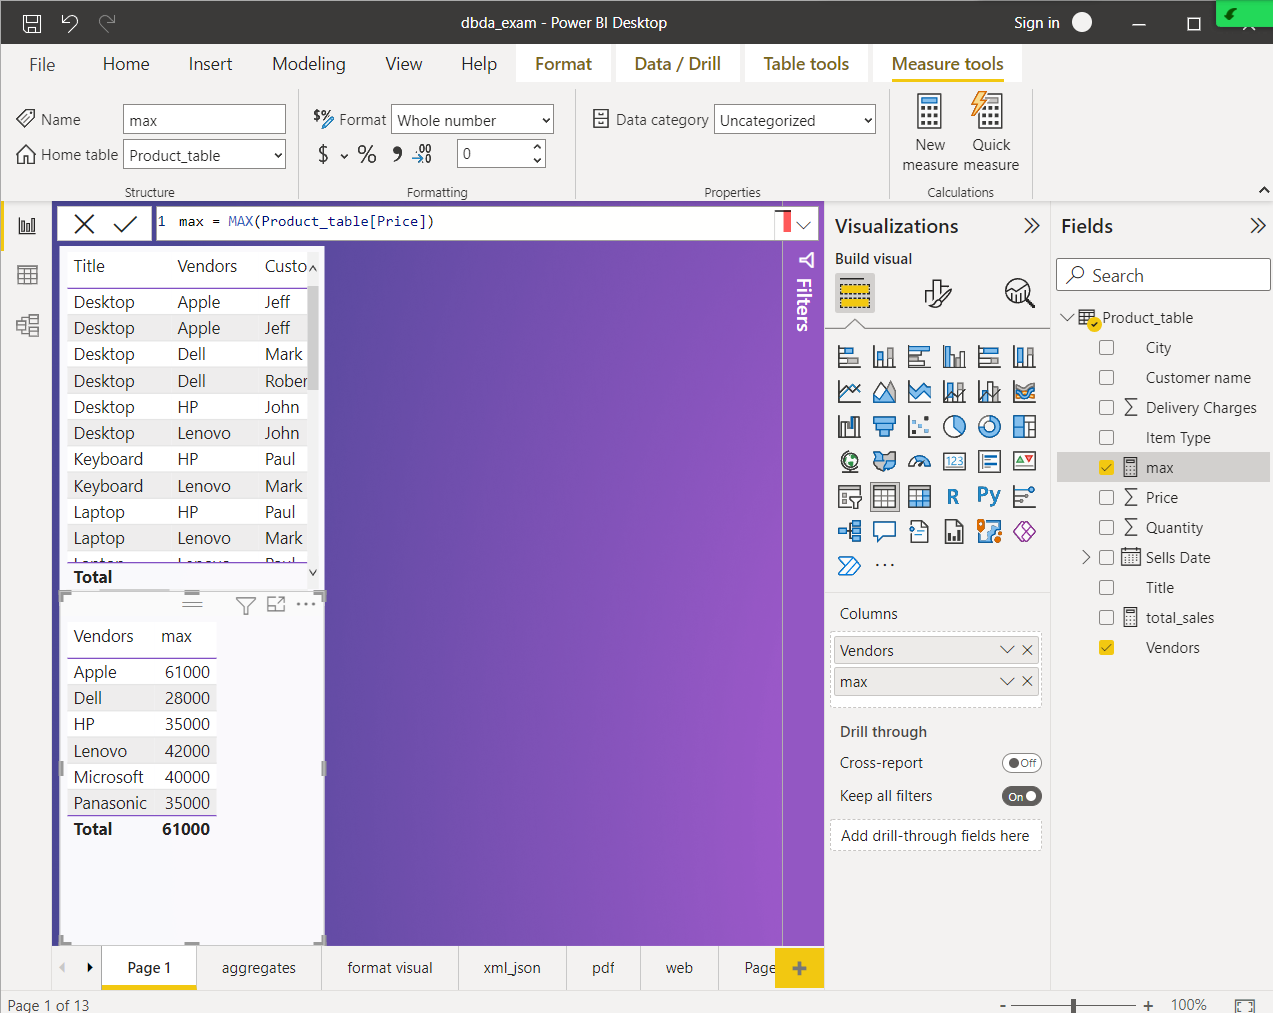 dbda_exam - Power BI Desktop
Sign in
File Home Insert Modeling View Help Format Data / Drill Table tools Measure tools
Name max
Home table Product_table
Structure
$% Format Whole number
$ % 9 .00 →.0 0
Formatting
Data category Uncategorized
Properties
New measure
Quick measure
Calculations
1 max = MAX(Product_table[Price])
Title Vendors Custo
Desktop Apple Jeff
Desktop Apple Jeff
Desktop Dell Mark
Desktop Dell Rober
Desktop HP John
Desktop Lenovo John
Keyboard HP Paul
Keyboard Lenovo Mark
Laptop HP Paul
Laptop Lenovo Mark
Total
Vendors max
Apple 61000
Dell 28000
HP 35000
Lenovo 42000
Microsoft 40000
Panasonic 35000
Total 61000
Filters
Visualizations
Build visual
123
R Py
...
Columns
Vendors
max
Drill through
Cross-report Off
Keep all filters On
Add drill-through fields here
Fields
Search
Product_table
City
Customer name
∑ Delivery Charges
Item Type
max
∑ Price
∑ Quantity
Sells Date
Title
total_sales
Vendors
Page 1 aggregates format visual xml_json pdf web Page +
Page 1 of 13
- + 100%